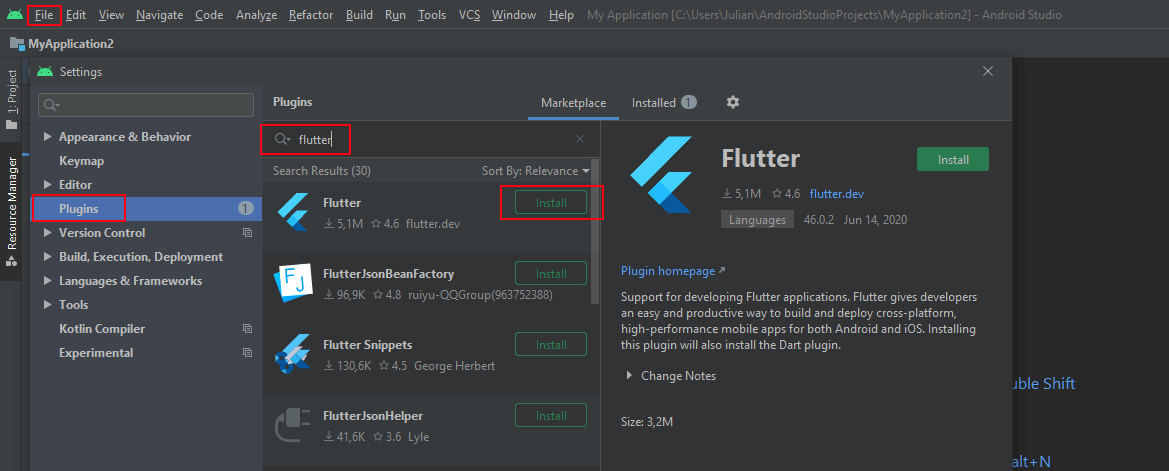 File Edit View Navigate Code Analyze Refactor Build Run Tools VCS Window Help My Application [C:\Users\Julian\AndroidStudioProjects\MyApplication2] - Android Studio
MyApplication2
1: Project
Resource Manager
Settings
Appearance & Behavior
Keymap
Editor
Plugins 1
Version Control
Build, Execution, Deployment
Languages & Frameworks
Tools
Kotlin Compiler
Experimental
Plugins Marketplace Installed 1
flutter
Search Results (30) Sort By: Relevance
Flutter Install
5,1M 4.6 flutter.dev
FlutterJsonBeanFactory Install
96,9K 4.8 ruiyu-QQGroup(963752388)
Flutter Snippets Install
130,6K 4.5 George Herbert
FlutterJsonHelper Install
41,6K 3.6 Lyle
Flutter Install
5,1M 4.6 flutter.dev
Languages 46.0.2 Jun 14, 2020
Plugin homepage
Support for developing Flutter applications. Flutter gives developers
an easy and productive way to build and deploy cross-platform,
high-performance mobile apps for both Android and iOS. Installing
this plugin will also install the Dart plugin.
Change Notes
Size: 3,2M
uble Shift
alt+N
FJ